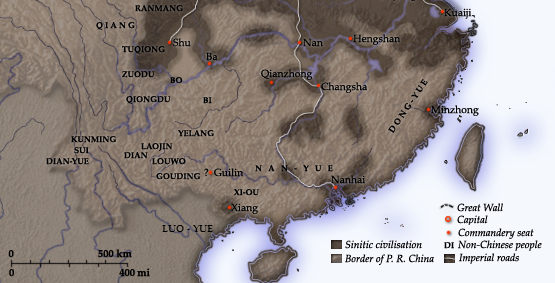 RANMANG
Kuaiji
QIANG
TUQIONG
Shu
Nan
Hengshan
Ba
ZUODU
BO
Qianzhong
Changsha
QIONGDU
BI
DONG-YUE
Minzhong
YELANG
KUNMING
SUI
DIAN-YUE
LAOJIN
DIAN
LOUWO
GOUDING
? Guilin
NAN-YUE
Nanhai
XI-OU
Xiang
LUO-YUE
Great Wall
Capital
Commandery seat
DI Non-Chinese people
Sinitic civilisation
Border of P. R. China
Imperial roads
0 500 km
0 400 mi